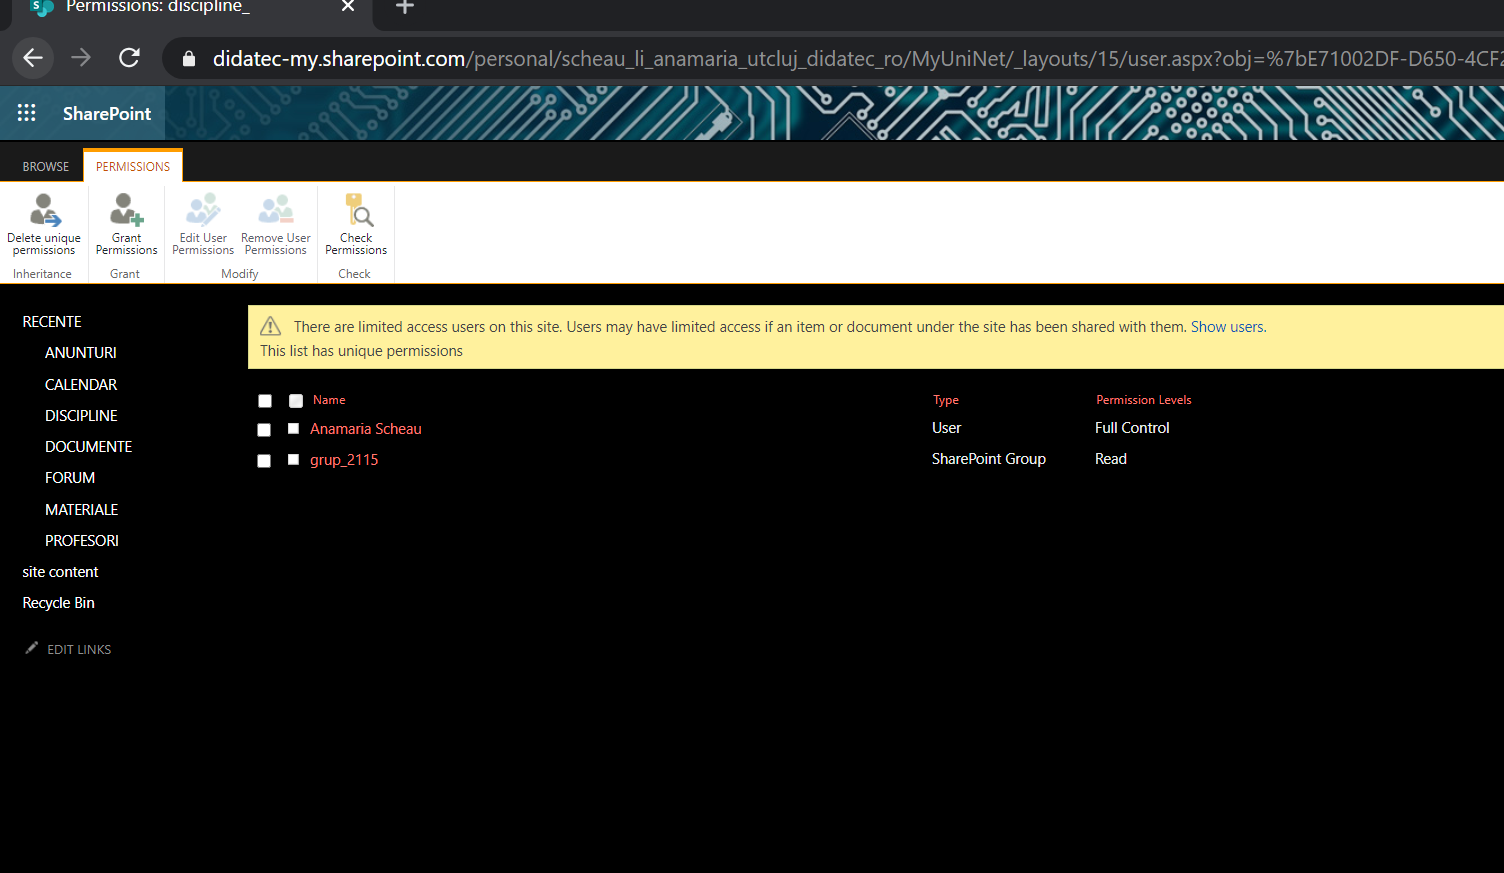 Permissions: discipline_
didatec-my.sharepoint.com/personal/scheau_li_anamaria_utcluj_didatec_ro/MyUniNet/_layouts/15/user.aspx?obj=%7bE71002DF-D650-4CF2
SharePoint
BROWSE PERMISSIONS
Delete unique permissions
Grant Permissions
Edit User Permissions
Remove User Permissions
Check Permissions
Inheritance Grant Modify Check
RECENTE
ANUNTURI
CALENDAR
DISCIPLINE
DOCUMENTE
FORUM
MATERIALE
PROFESORI
site content
Recycle Bin
EDIT LINKS
There are limited access users on this site. Users may have limited access if an item or document under the site has been shared with them. Show users.
This list has unique permissions
Name Type Permission Levels
Anamaria Scheau User Full Control
grup_2115 SharePoint Group Read